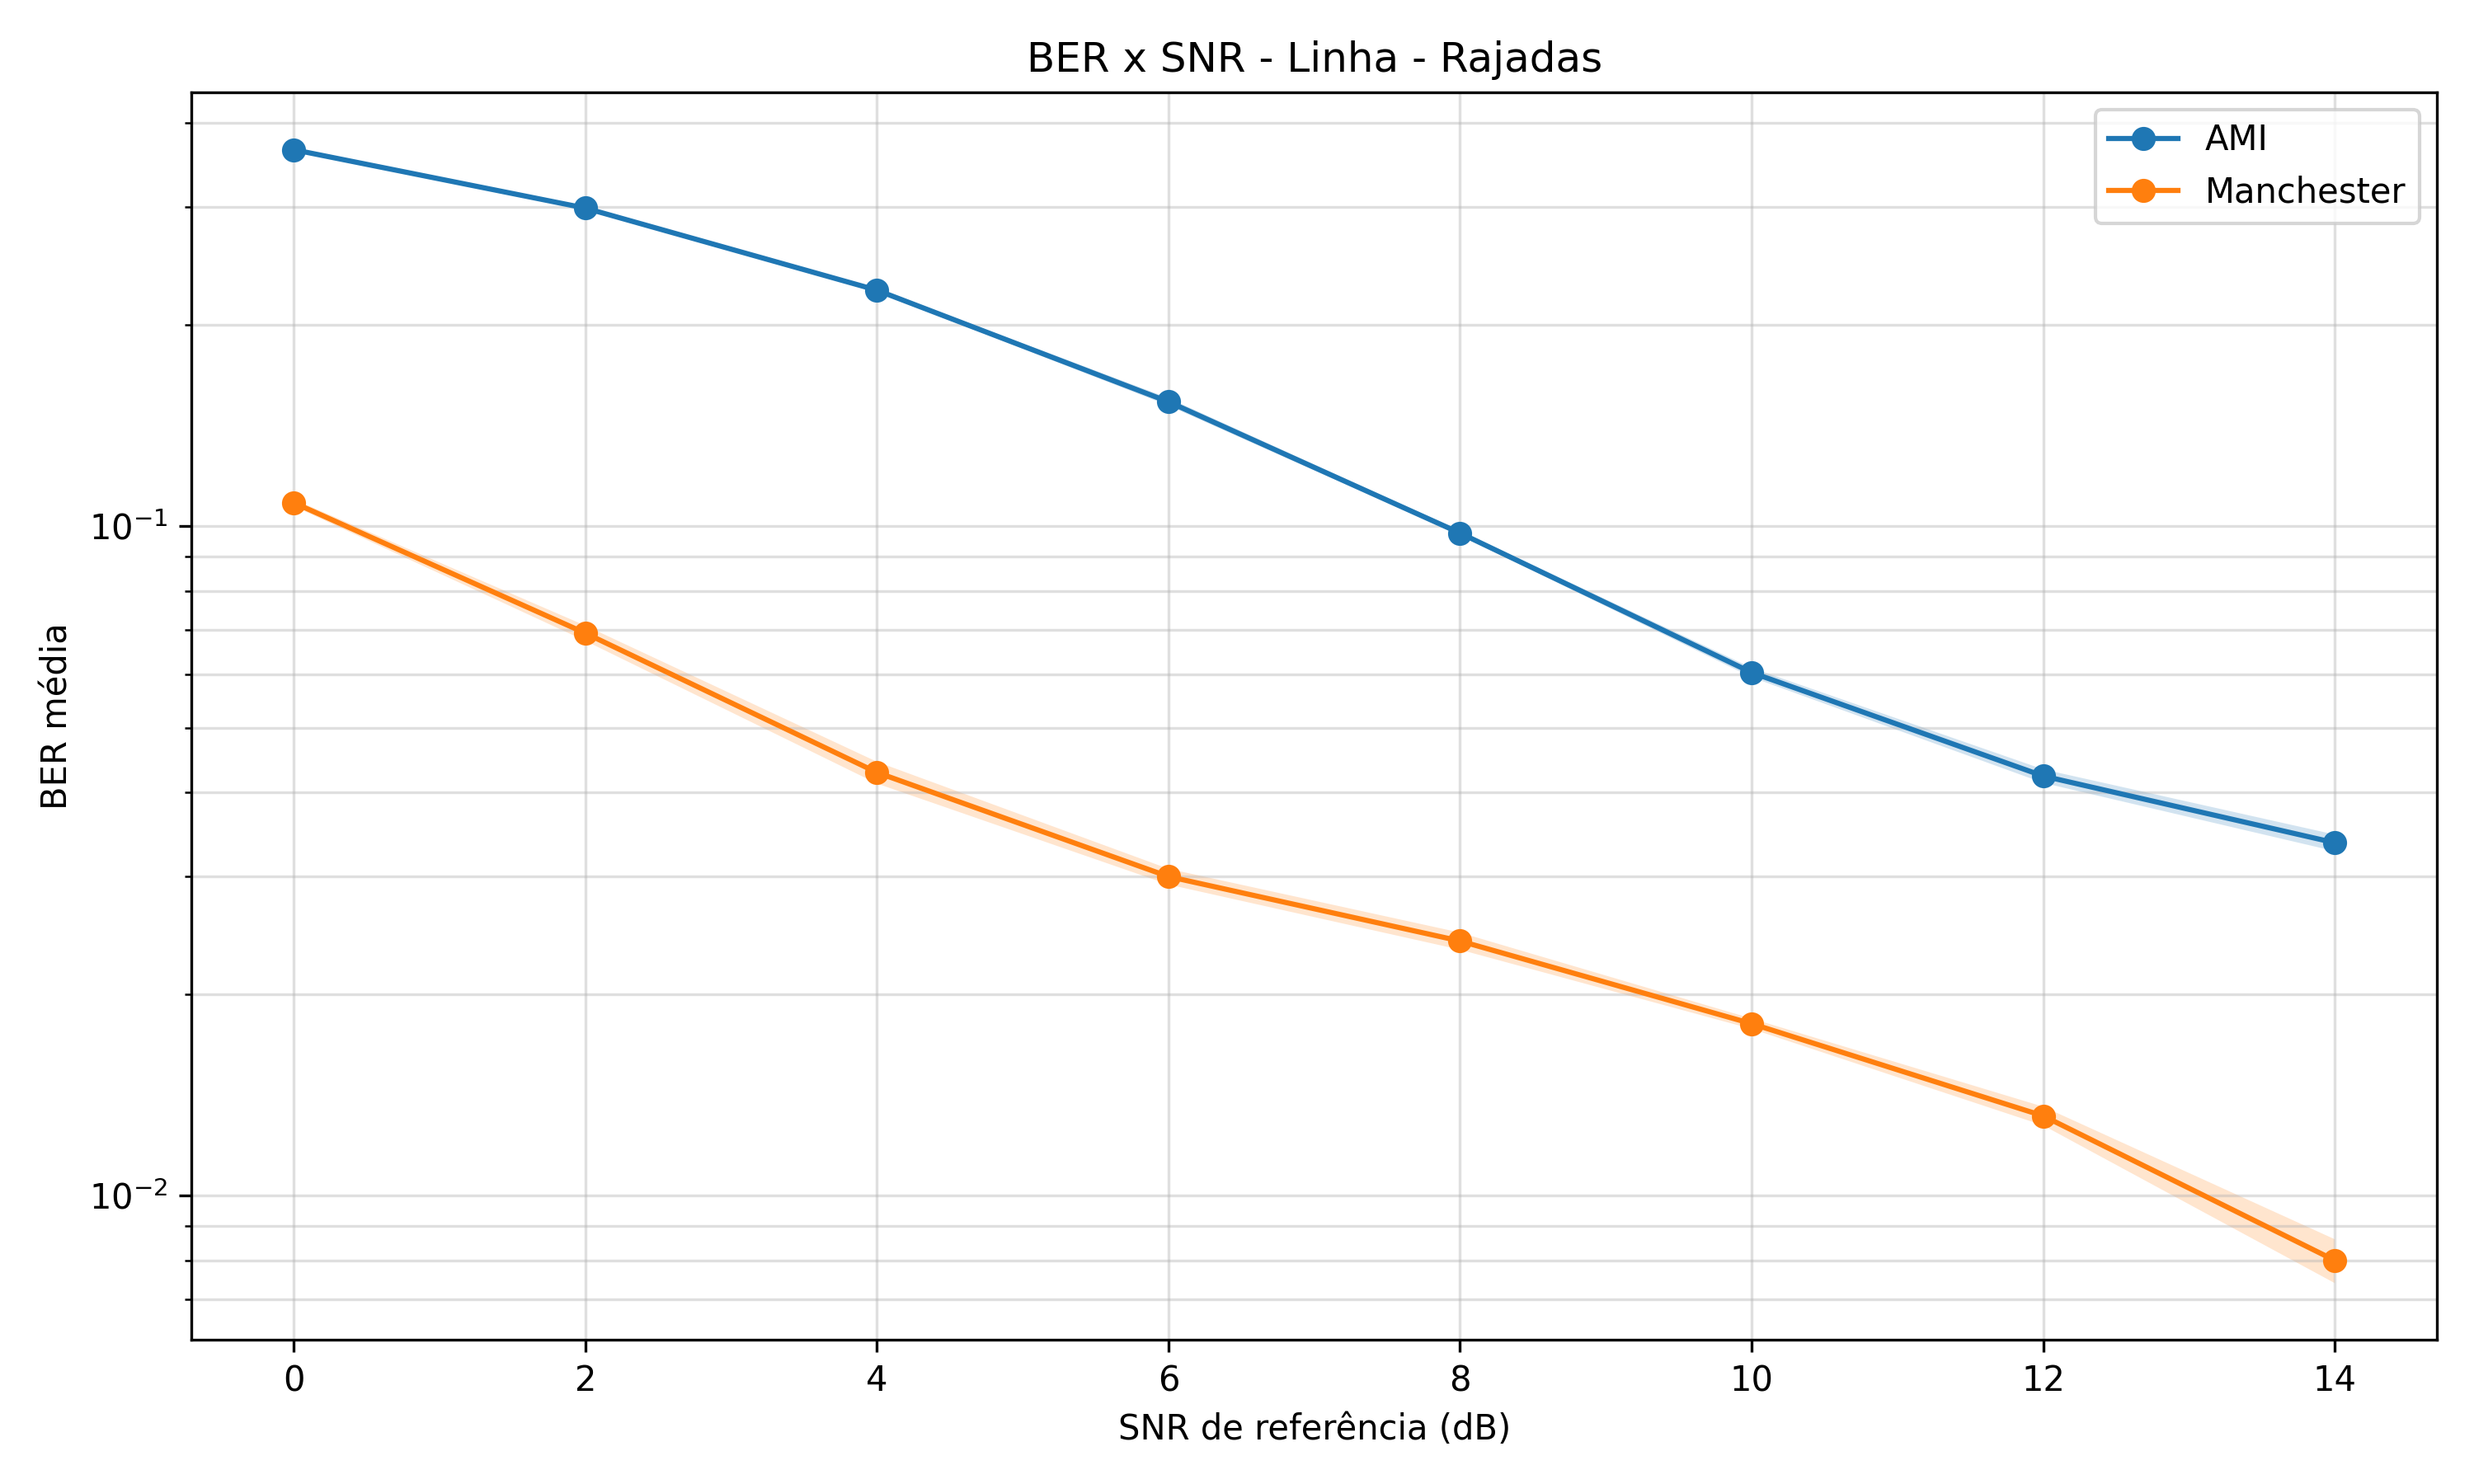 BER x SNR - Linha - Rajadas
AMI
Manchester
BER média
10⁻¹
10⁻²
0 2 4 6 8 10 12 14
SNR de referência (dB)